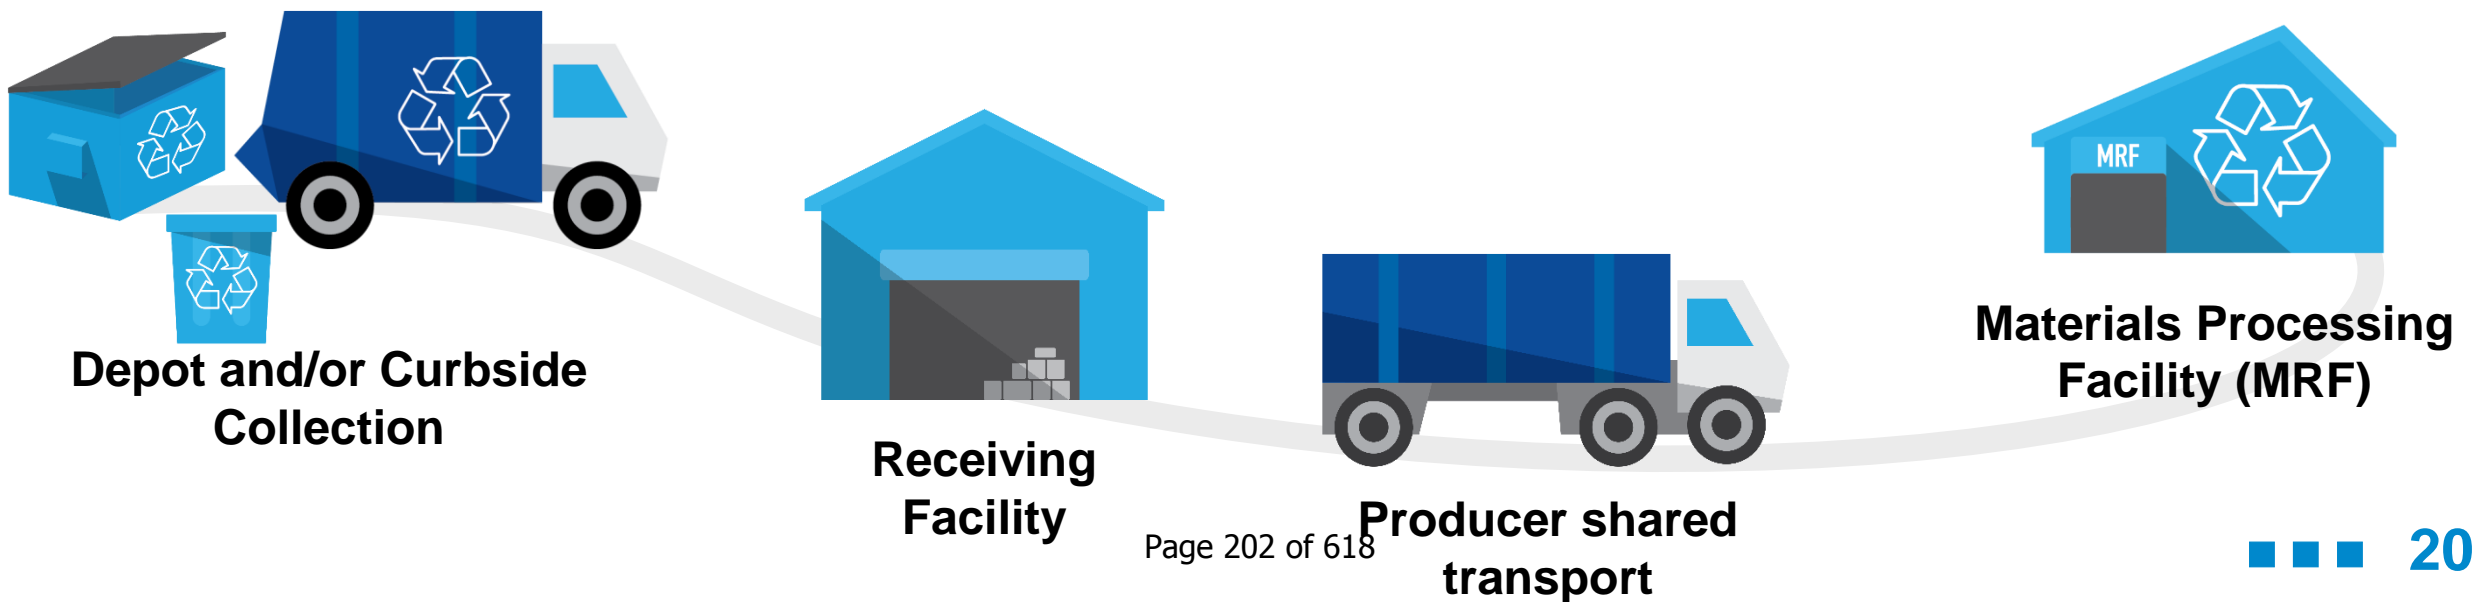 MRF
Depot and/or Curbside
Collection
Receiving
Facility
Producer shared
transport
Materials Processing
Facility (MRF)
Page 202 of 618
20